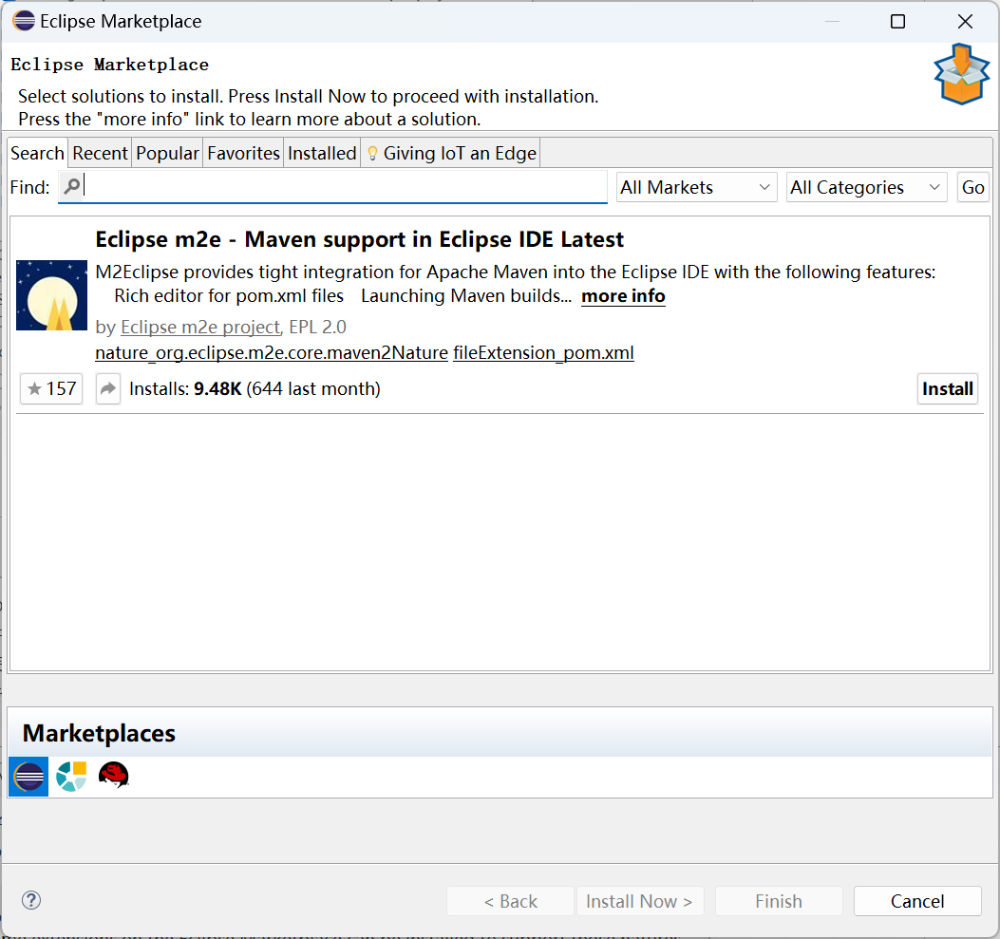 Eclipse Marketplace
Eclipse Marketplace
Select solutions to install. Press Install Now to proceed with installation.
Press the "more info" link to learn more about a solution.
Search Recent Popular Favorites Installed Giving IoT an Edge
Find: All Markets All Categories Go
Eclipse m2e - Maven support in Eclipse IDE Latest
M2Eclipse provides tight integration for Apache Maven into the Eclipse IDE with the following features:
Rich editor for pom.xml files Launching Maven builds... more info
by Eclipse m2e project, EPL 2.0
nature_org.eclipse.m2e.core.maven2Nature fileExtension_pom.xml
157 Installs: 9.48K (644 last month) Install
Marketplaces
? < Back Install Now > Finish Cancel